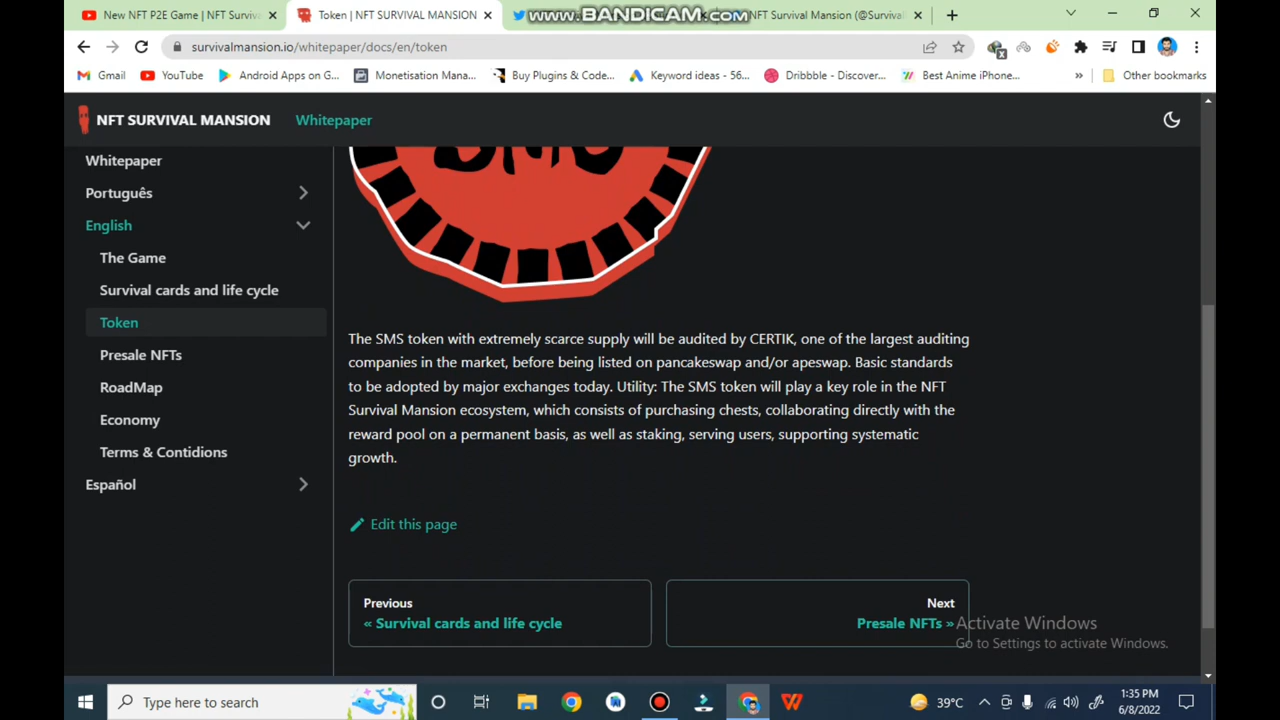 New NFT P2E Game | NFT Surviva
Token | NFT SURVIVAL MANSION
www.BANDICAM.com
NFT Survival Mansion (@Survival
survivalmansion.io/whitepaper/docs/en/token
Gmail
YouTube
Android Apps on G...
Monetisation Mana...
Buy Plugins & Code...
Keyword ideas - 56...
Dribbble - Discover...
Best Anime iPhone...
»
Other bookmarks
NFT SURVIVAL MANSION
Whitepaper
Whitepaper
Português
English
The Game
Survival cards and life cycle
Token
Presale NFTs
RoadMap
Economy
Terms & Contidions
Español
SMS
The SMS token with extremely scarce supply will be audited by CERTIK, one of the largest auditing
companies in the market, before being listed on pancakeswap and/or apeswap. Basic standards
to be adopted by major exchanges today. Utility: The SMS token will play a key role in the NFT
Survival Mansion ecosystem, which consists of purchasing chests, collaborating directly with the
reward pool on a permanent basis, as well as staking, serving users, supporting systematic
growth.
Edit this page
Previous
« Survival cards and life cycle
Next
Presale NFTs »
Activate Windows
Go to Settings to activate Windows.
Type here to search
39°C
1:35 PM
6/8/2022